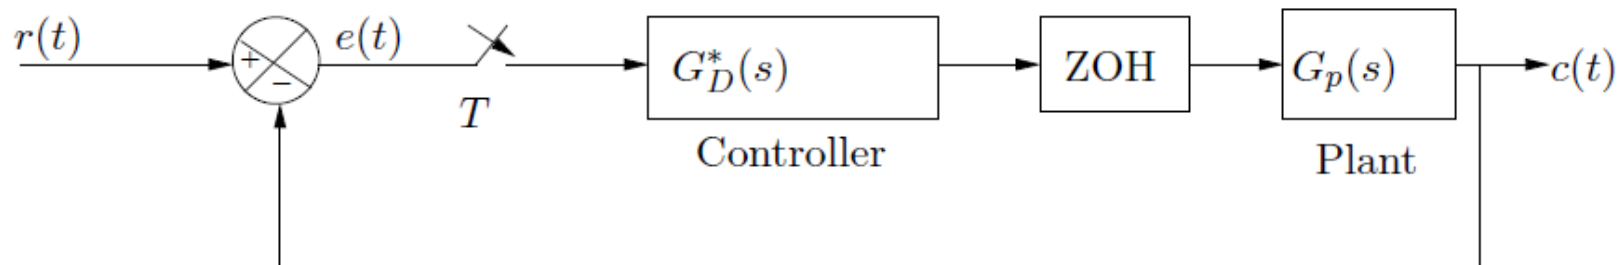 r(t)
+
−
e(t)
T
G*_D(s)
Controller
ZOH
G_p(s)
Plant
c(t)